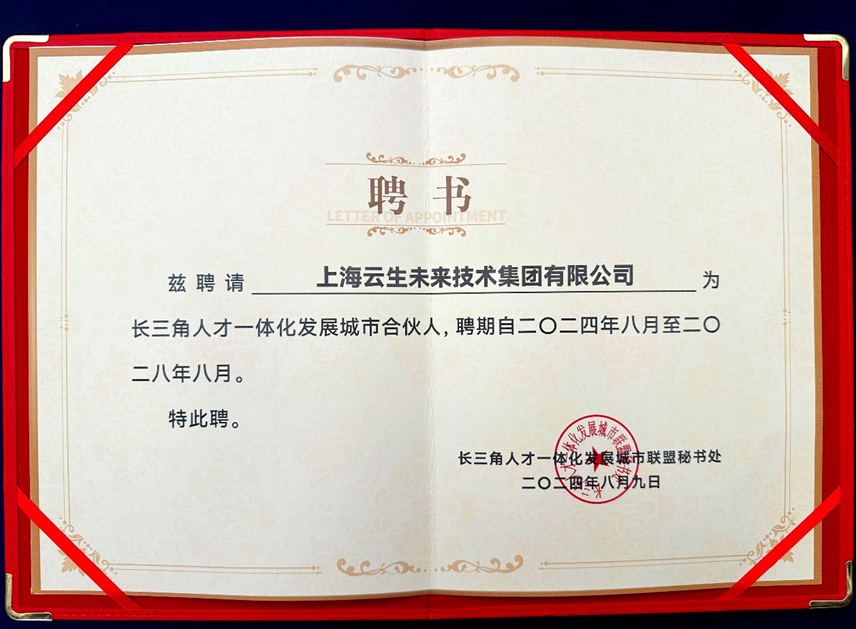 聘书
LETTER OF APPOINTMENT
兹聘请 上海云生未来技术集团有限公司 为
长三角人才一体化发展城市合伙人，聘期自二〇二四年八月至二〇
二八年八月。
特此聘。
长三角人才一体化发展城市联盟秘书处
二〇二四年八月九日